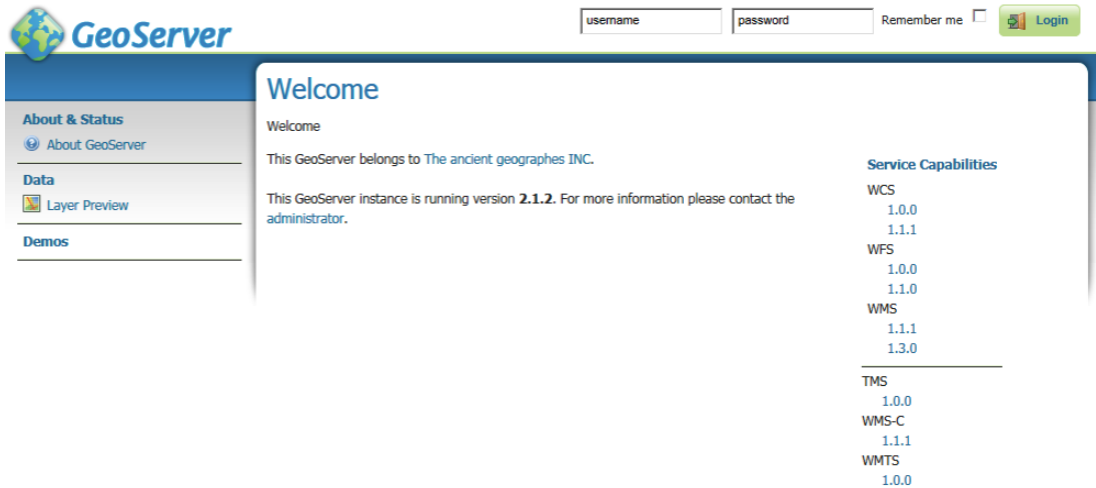 GeoServer
username
password
Remember me
Login
About & Status
About GeoServer
Data
Layer Preview
Demos
Welcome
Welcome
This GeoServer belongs to The ancient geographes INC.
This GeoServer instance is running version 2.1.2. For more information please contact the
administrator.
Service Capabilities
WCS
1.0.0
1.1.1
WFS
1.0.0
1.1.0
WMS
1.1.1
1.3.0
TMS
1.0.0
WMS-C
1.1.1
WMTS
1.0.0